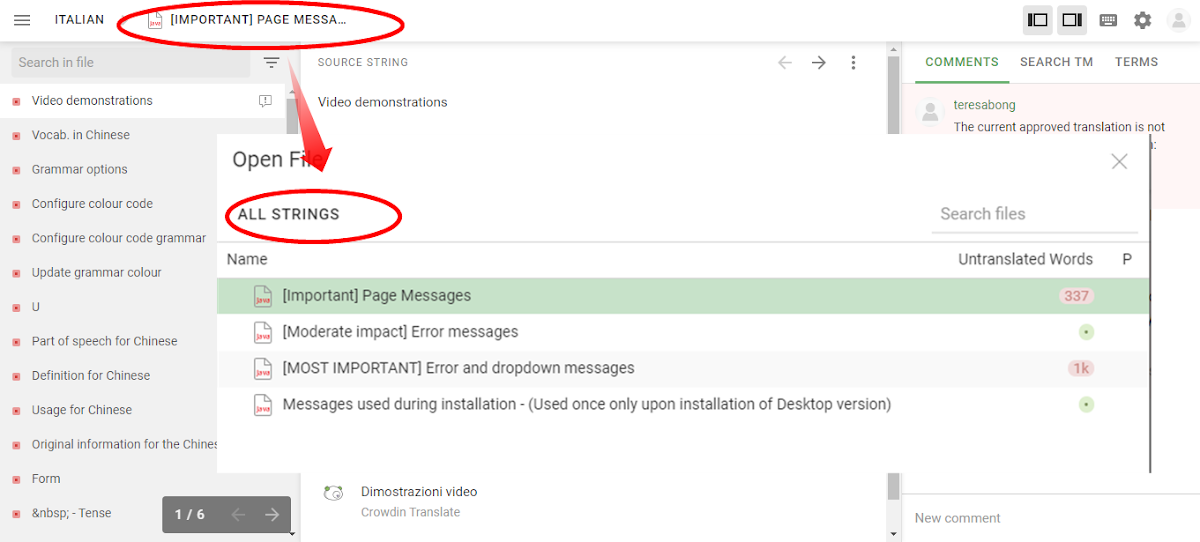 ITALIAN
[IMPORTANT] PAGE MESSA...
Search in file
Video demonstrations
Vocab. in Chinese
Grammar options
Configure colour code
Configure colour code grammar
Update grammar colour
U
Part of speech for Chinese
Definition for Chinese
Usage for Chinese
Original information for the Chines
Form
&nbsp; - Tense
1 / 6
SOURCE STRING
Video demonstrations
Open File
ALL STRINGS
Search files
Name Untranslated Words P
java [Important] Page Messages 337
java [Moderate impact] Error messages
java [MOST IMPORTANT] Error and dropdown messages 1k
java Messages used during installation - (Used once only upon installation of Desktop version)
Dimostrazioni video
Crowdin Translate
COMMENTS SEARCH TM TERMS
teresabong
The current approved translation is not
New comment